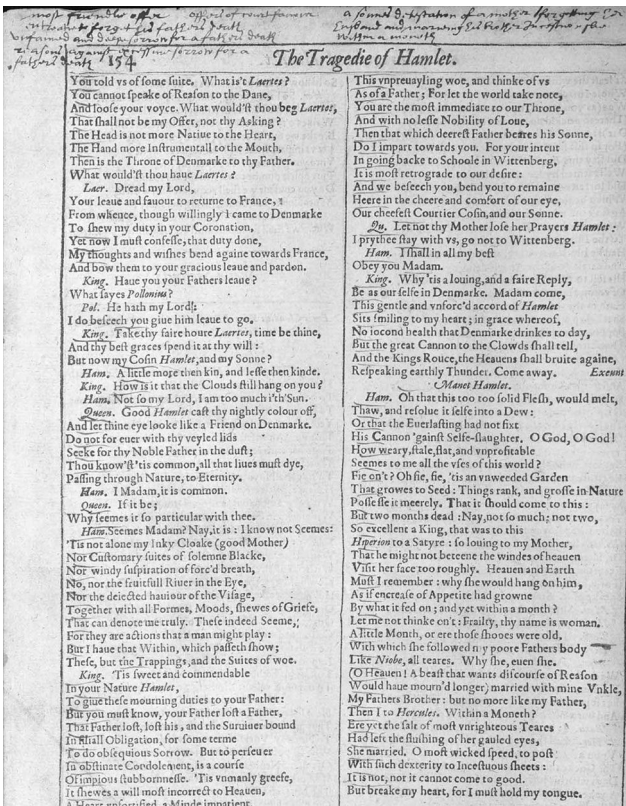 most friendly offer
a sonnes detestation of a mother forgetting her
reasons against excessive sorrow for a
fathers death
within a moneth
154 The Tragedie of Hamlet.
You told vs of some suite. What is't Laertes?
You cannot speake of Reason to the Dane,
And loose your voyce. What would'st thou beg Laertes,
That shall not be my Offer, not thy Asking?
The Head is not more Natiue to the Heart,
The Hand more Instrumentall to the Mouth,
Then is the Throne of Denmarke to thy Father.
What would'st thou haue Laertes?
Laer. Dread my Lord,
Your leaue and fauour to returne to France,
From whence, though willingly I came to Denmarke
To shew my duty in your Coronation,
Yet now I must confesse, that duty done,
My thoughts and wishes bend againe towards France,
And bow them to your gracious leaue and pardon.
King. Haue you your Fathers leaue?
What sayes Pollonius?
Pol. He hath my Lord:
I do beseech you giue him leaue to go.
King. Take thy faire houre Laertes, time be thine,
And thy best graces spend it at thy will:
But now my Cosin Hamlet, and my Sonne?
Ham. A little more then kin, and lesse then kinde.
King. How is it that the Clouds still hang on you?
Ham. Not so my Lord, I am too much i'th'Sun.
Queen. Good Hamlet cast thy nightly colour off,
And let thine eye looke like a Friend on Denmarke.
Do not for euer with thy veyled lids
Seeke for thy Noble Father in the dust;
Thou know'st 'tis common, all that liues must dye,
Passing through Nature, to Eternity.
Ham. I Madam, it is common.
Queen. If it be;
Why seemes it so particular with thee.
Ham. Seemes Madam? Nay, it is: I know not Seemes:
'Tis not alone my Inky Cloake (good Mother)
Nor Customary suites of solemne Blacke,
Nor windy suspiration of forc'd breath,
No, nor the fruitfull Riuer in the Eye,
Nor the deiected hauiour of the Visage,
Together with all Formes, Moods, shewes of Griefe,
That can denote me truly. These indeed Seeme,
For they are actions that a man might play:
But I haue that Within, which passeth show;
These, but the Trappings, and the Suites of woe.
King. 'Tis sweet and commendable
In your Nature Hamlet,
To giue these mourning duties to your Father:
But you must know, your Father lost a Father,
That Father lost, lost his, and the Suruiuer bound
In filiall Obligation, for some terme
To do obsequious Sorrow. But to perseuer
In obstinate Condolement, is a course
Of impious stubbornnesse. 'Tis vnmanly greefe,
It shewes a will most incorrect to Heauen,
A Heart vnfortified, a Minde impatient
This vnpreuayling woe, and thinke of vs
As of a Father; For let the world take note,
You are the most immediate to our Throne,
And with no lesse Nobility of Loue,
Then that which deerest Father beares his Sonne,
Do I impart towards you. For your intent
In going backe to Schoole in Wittenberg,
It is most retrograde to our desire:
And we beseech you, bend you to remaine
Heere in the cheere and comfort of our eye,
Our cheefest Courtier Cosin, and our Sonne.
Qu. Let not thy Mother lose her Prayers Hamlet:
I prythee stay with vs, go not to Wittenberg.
Ham. I shall in all my best
Obey you Madam.
King. Why 'tis a louing, and a faire Reply,
Be as our selfe in Denmarke. Madam come,
This gentle and vnforc'd accord of Hamlet
Sits smiling to my heart; in grace whereof,
No iocond health that Denmarke drinkes to day,
But the great Cannon to the Clowds shall tell,
And the Kings Rouce, the Heauens shall bruite againe,
Respeaking earthly Thunder. Come away. Exeunt
Manet Hamlet.
Ham. Oh that this too too solid Flesh, would melt,
Thaw, and resolue it selfe into a Dew:
Or that the Euerlasting had not fixt
His Cannon 'gainst Selfe-slaughter. O God, O God!
How weary, stale, flat, and vnprofitable
Seemes to me all the vses of this world?
Fie on't? Oh fie, fie, 'tis an vnweeded Garden
That growes to Seed: Things rank, and grosse in Nature
Possesse it meerely. That it should come to this:
But two months dead: Nay, not so much; not two,
So excellent a King, that was to this
Hiperion to a Satyre: so louing to my Mother,
That he might not beteene the windes of heauen
Visit her face too roughly. Heauen and Earth
Must I remember: why she would hang on him,
As if encrease of Appetite had growne
By what it fed on; and yet within a month?
Let me not thinke on't: Frailty, thy name is woman.
A little Month, or ere those shooes were old,
With which she followed my poore Fathers body
Like Niobe, all teares. Why she, euen she.
(O Heauen! A beast that wants discourse of Reason
Would haue mourn'd longer) married with mine Vnkle,
My Fathers Brother: but no more like my Father,
Then I to Hercules. Within a Moneth?
Ere yet the salt of most vnrighteous Teares
Had left the flushing of her gauled eyes,
She married. O most wicked speed, to post
With such dexterity to Incestuous sheets:
It is not, nor it cannot come to good.
But breake my heart, for I must hold my tongue.